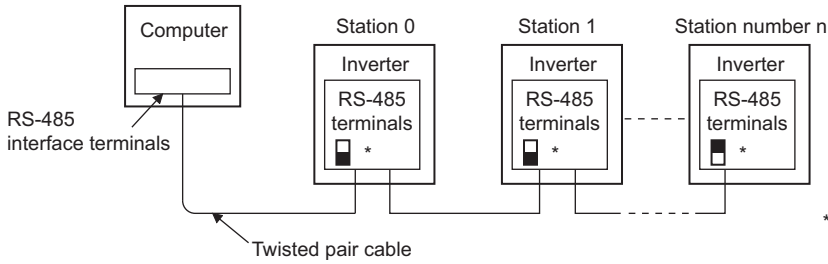 Computer
RS-485
interface terminals
Station 0
Inverter
RS-485
terminals
*
Station 1
Inverter
RS-485
terminals
*
Station number n
Inverter
RS-485
terminals
*
*
Twisted pair cable